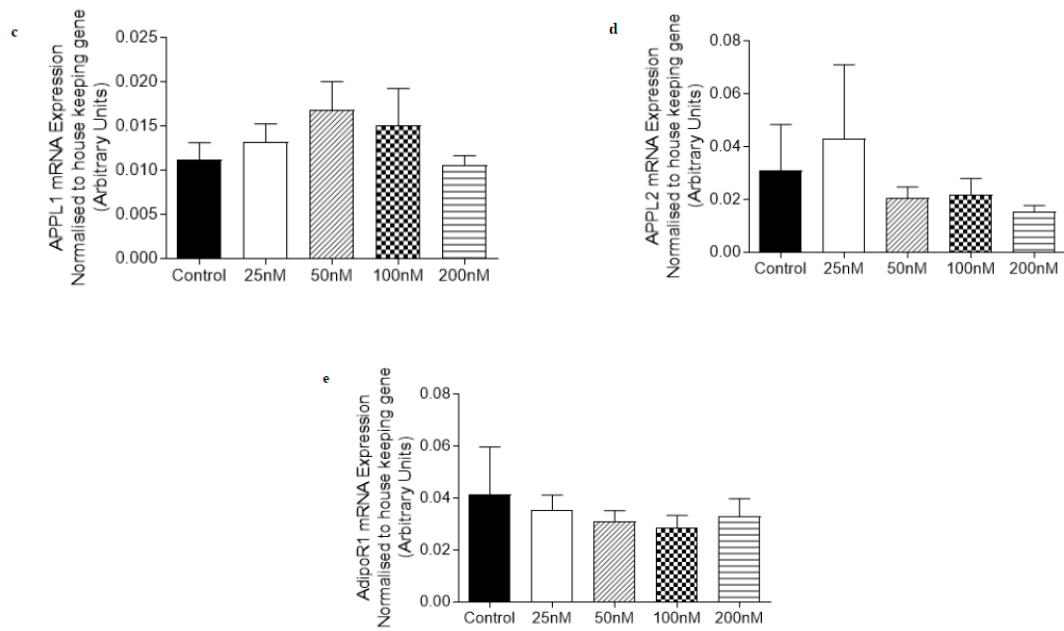 c
APPL1 mRNA Expression
Normalised to house keeping gene
(Arbitrary Units)
0.025
0.020
0.015
0.010
0.005
0.000
Control 25nM 50nM 100nM 200nM
d
APPL2 mRNA Expression
Normalised to house keeping gene
(Arbitrary Units)
0.08
0.06
0.04
0.02
0.00
Control 25nM 50nM 100nM 200nM
e
AdipoR1 mRNA Expression
Normalised to house keeping gene
(Arbitrary Units)
0.08
0.06
0.04
0.02
0.00
Control 25nM 50nM 100nM 200nM